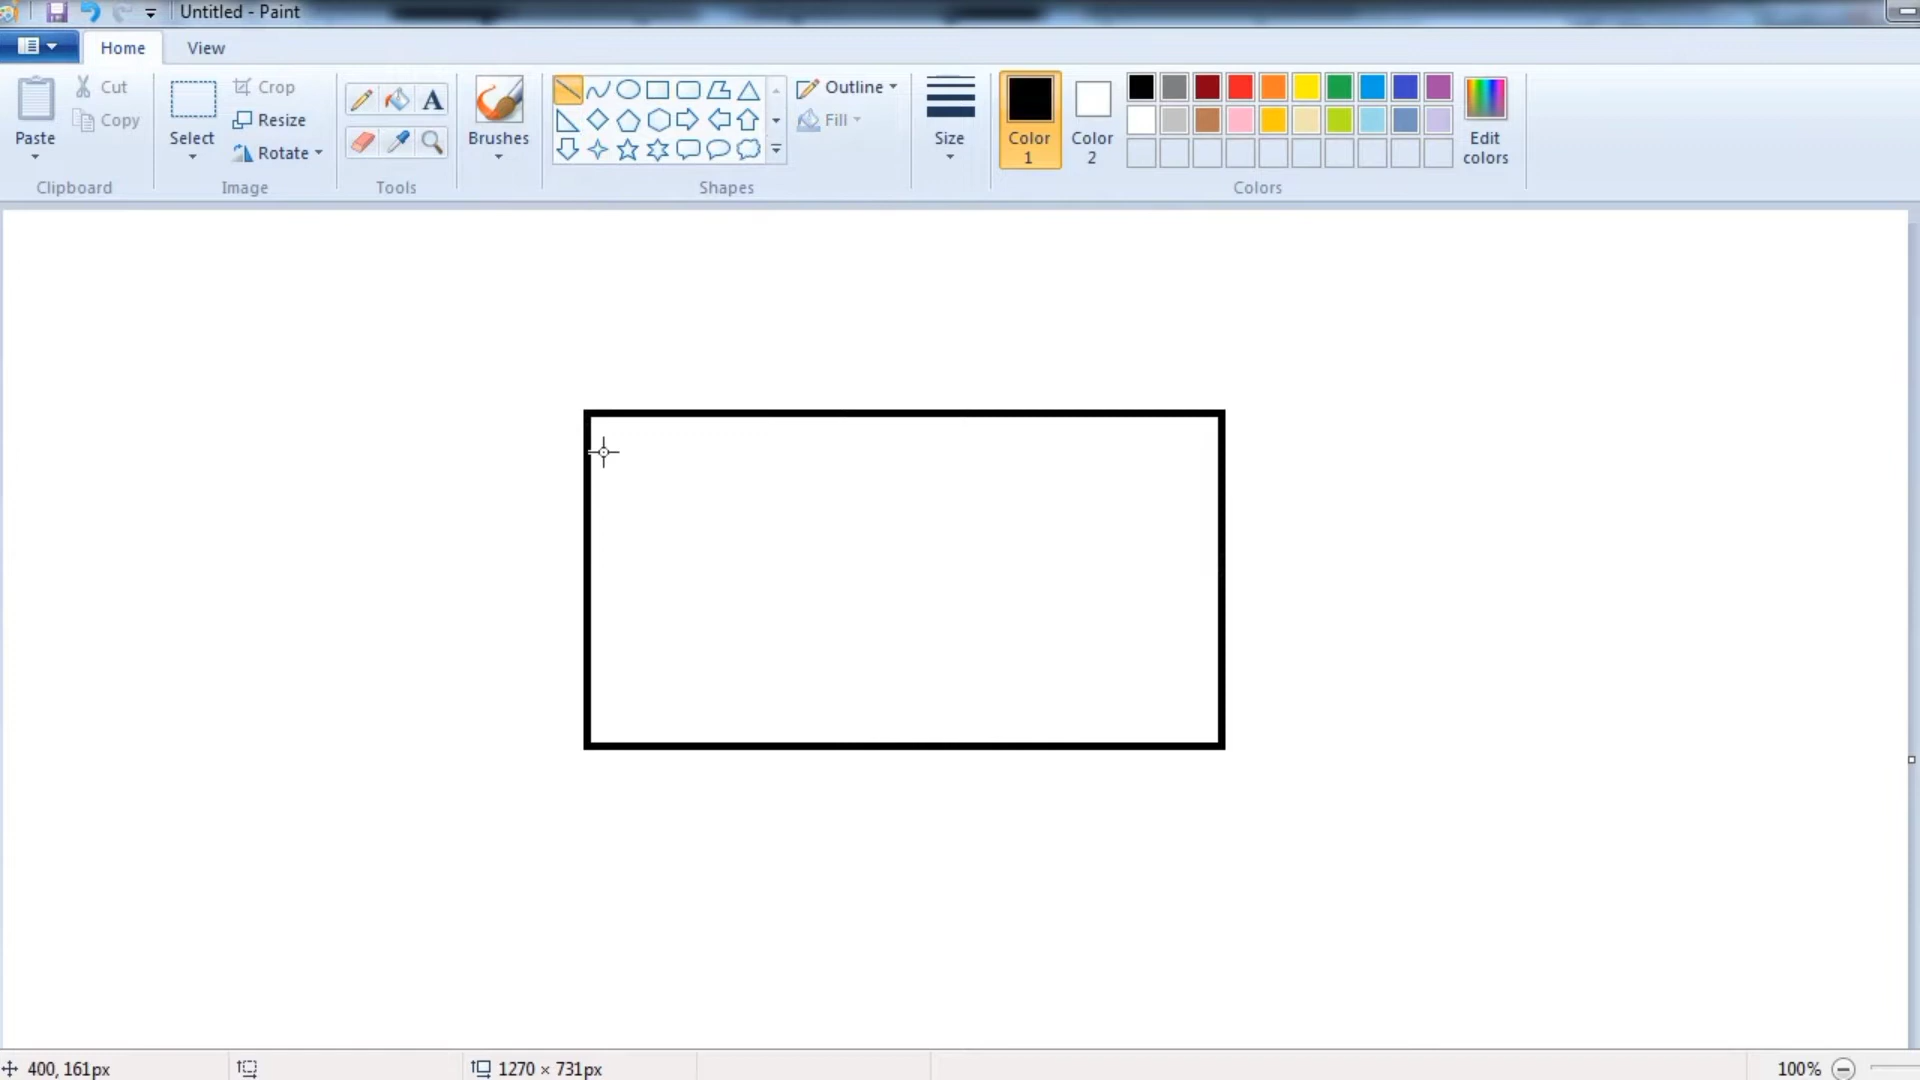 Untitled - Paint
Home View
Paste
Cut
Copy
Clipboard
Select
Crop
Resize
Rotate
Image
A
Tools
Brushes
Shapes
Outline
Fill
Size
Color 1
Color 2
Edit colors
Colors
400, 161px
1270 × 731px
100%